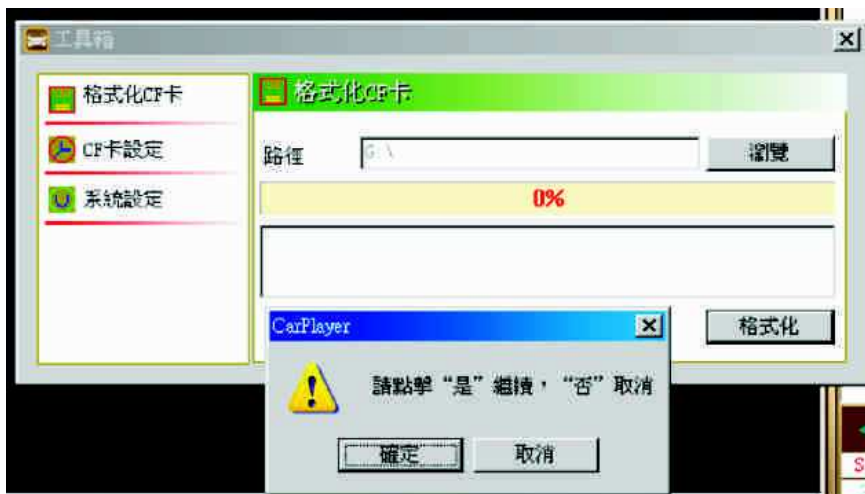 工具箱
格式化CF卡
CF卡設定
系統設定
格式化CF卡
路徑 G:\ 瀏覽
0%
格式化
CarPlayer
請點擊“是”繼續，“否”取消
確定 取消
S